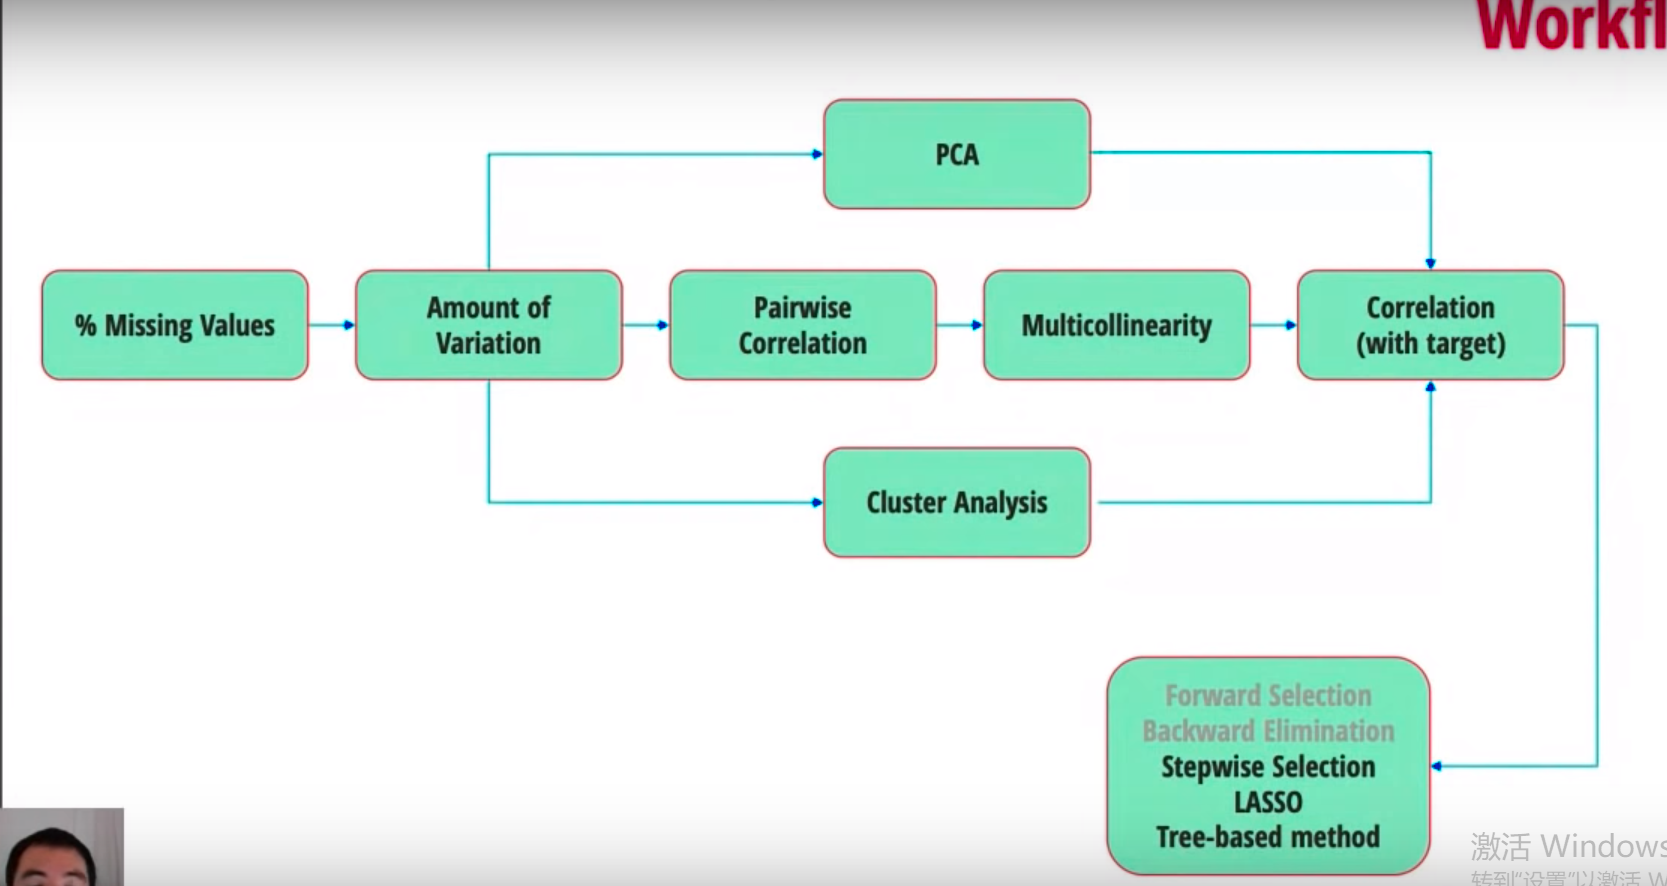 Workfl
PCA
% Missing Values
Amount of
Variation
Pairwise
Correlation
Multicollinearity
Correlation
(with target)
Cluster Analysis
Forward Selection
Backward Elimination
Stepwise Selection
LASSO
Tree-based method
激活 Windows
转到"设置"以激活 W